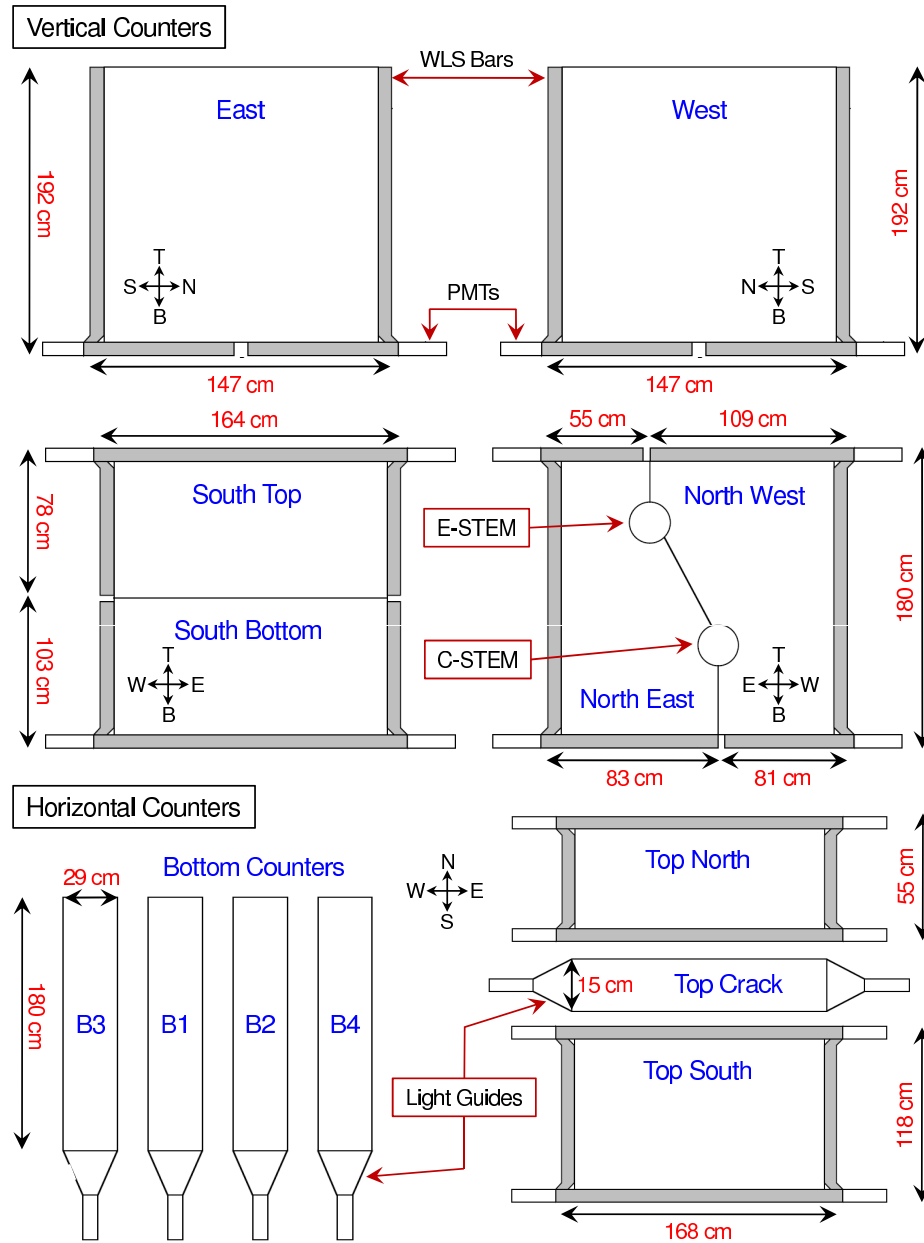 Vertical Counters
WLS Bars
East
West
192 cm
192 cm
T
S N
B
T
N S
B
PMTs
147 cm
147 cm
164 cm
55 cm
109 cm
South Top
North West
78 cm
E-STEM
180 cm
South Bottom
103 cm
C-STEM
T
W E
B
T
E W
B
North East
83 cm
81 cm
Horizontal Counters
Bottom Counters
29 cm
N
W E
S
Top North
55 cm
15 cm
Top Crack
180 cm
B3
B1
B2
B4
Top South
Light Guides
118 cm
168 cm